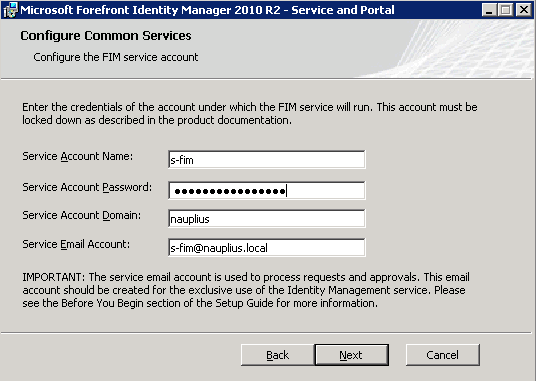 Microsoft Forefront Identity Manager 2010 R2 - Service and Portal
Configure Common Services
Configure the FIM service account
Enter the credentials of the account under which the FIM service will run. This account must be
locked down as described in the product documentation.
Service Account Name:
s-fim
Service Account Password:
●●●●●●●●●●●●●●●●
Service Account Domain:
nauplius
Service Email Account:
s-fim@nauplius.local
IMPORTANT: The service email account is used to process requests and approvals. This email
account should be created for the exclusive use of the Identity Management service. Please
see the Before You Begin section of the Setup Guide for more information.
Back
Next
Cancel